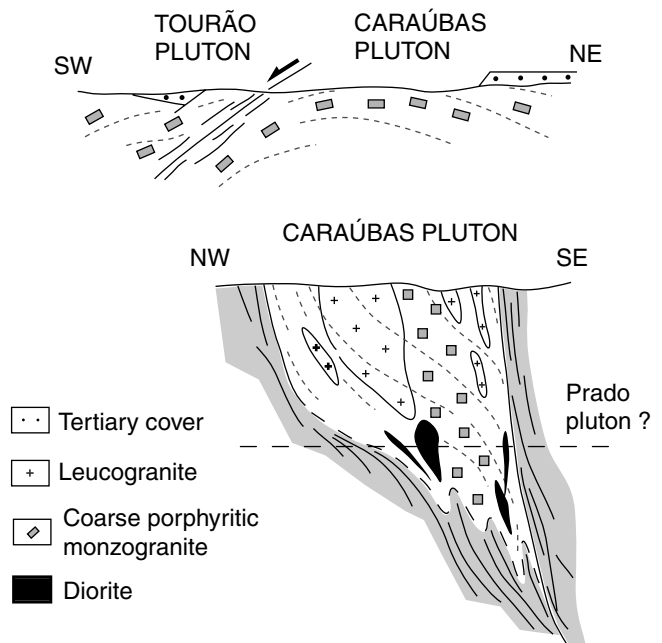 TOURÃO
PLUTON
CARAÚBAS
PLUTON
SW
NE
CARAÚBAS PLUTON
NW
SE
Prado
pluton ?
Tertiary cover
Leucogranite
Coarse porphyritic
monzogranite
Diorite